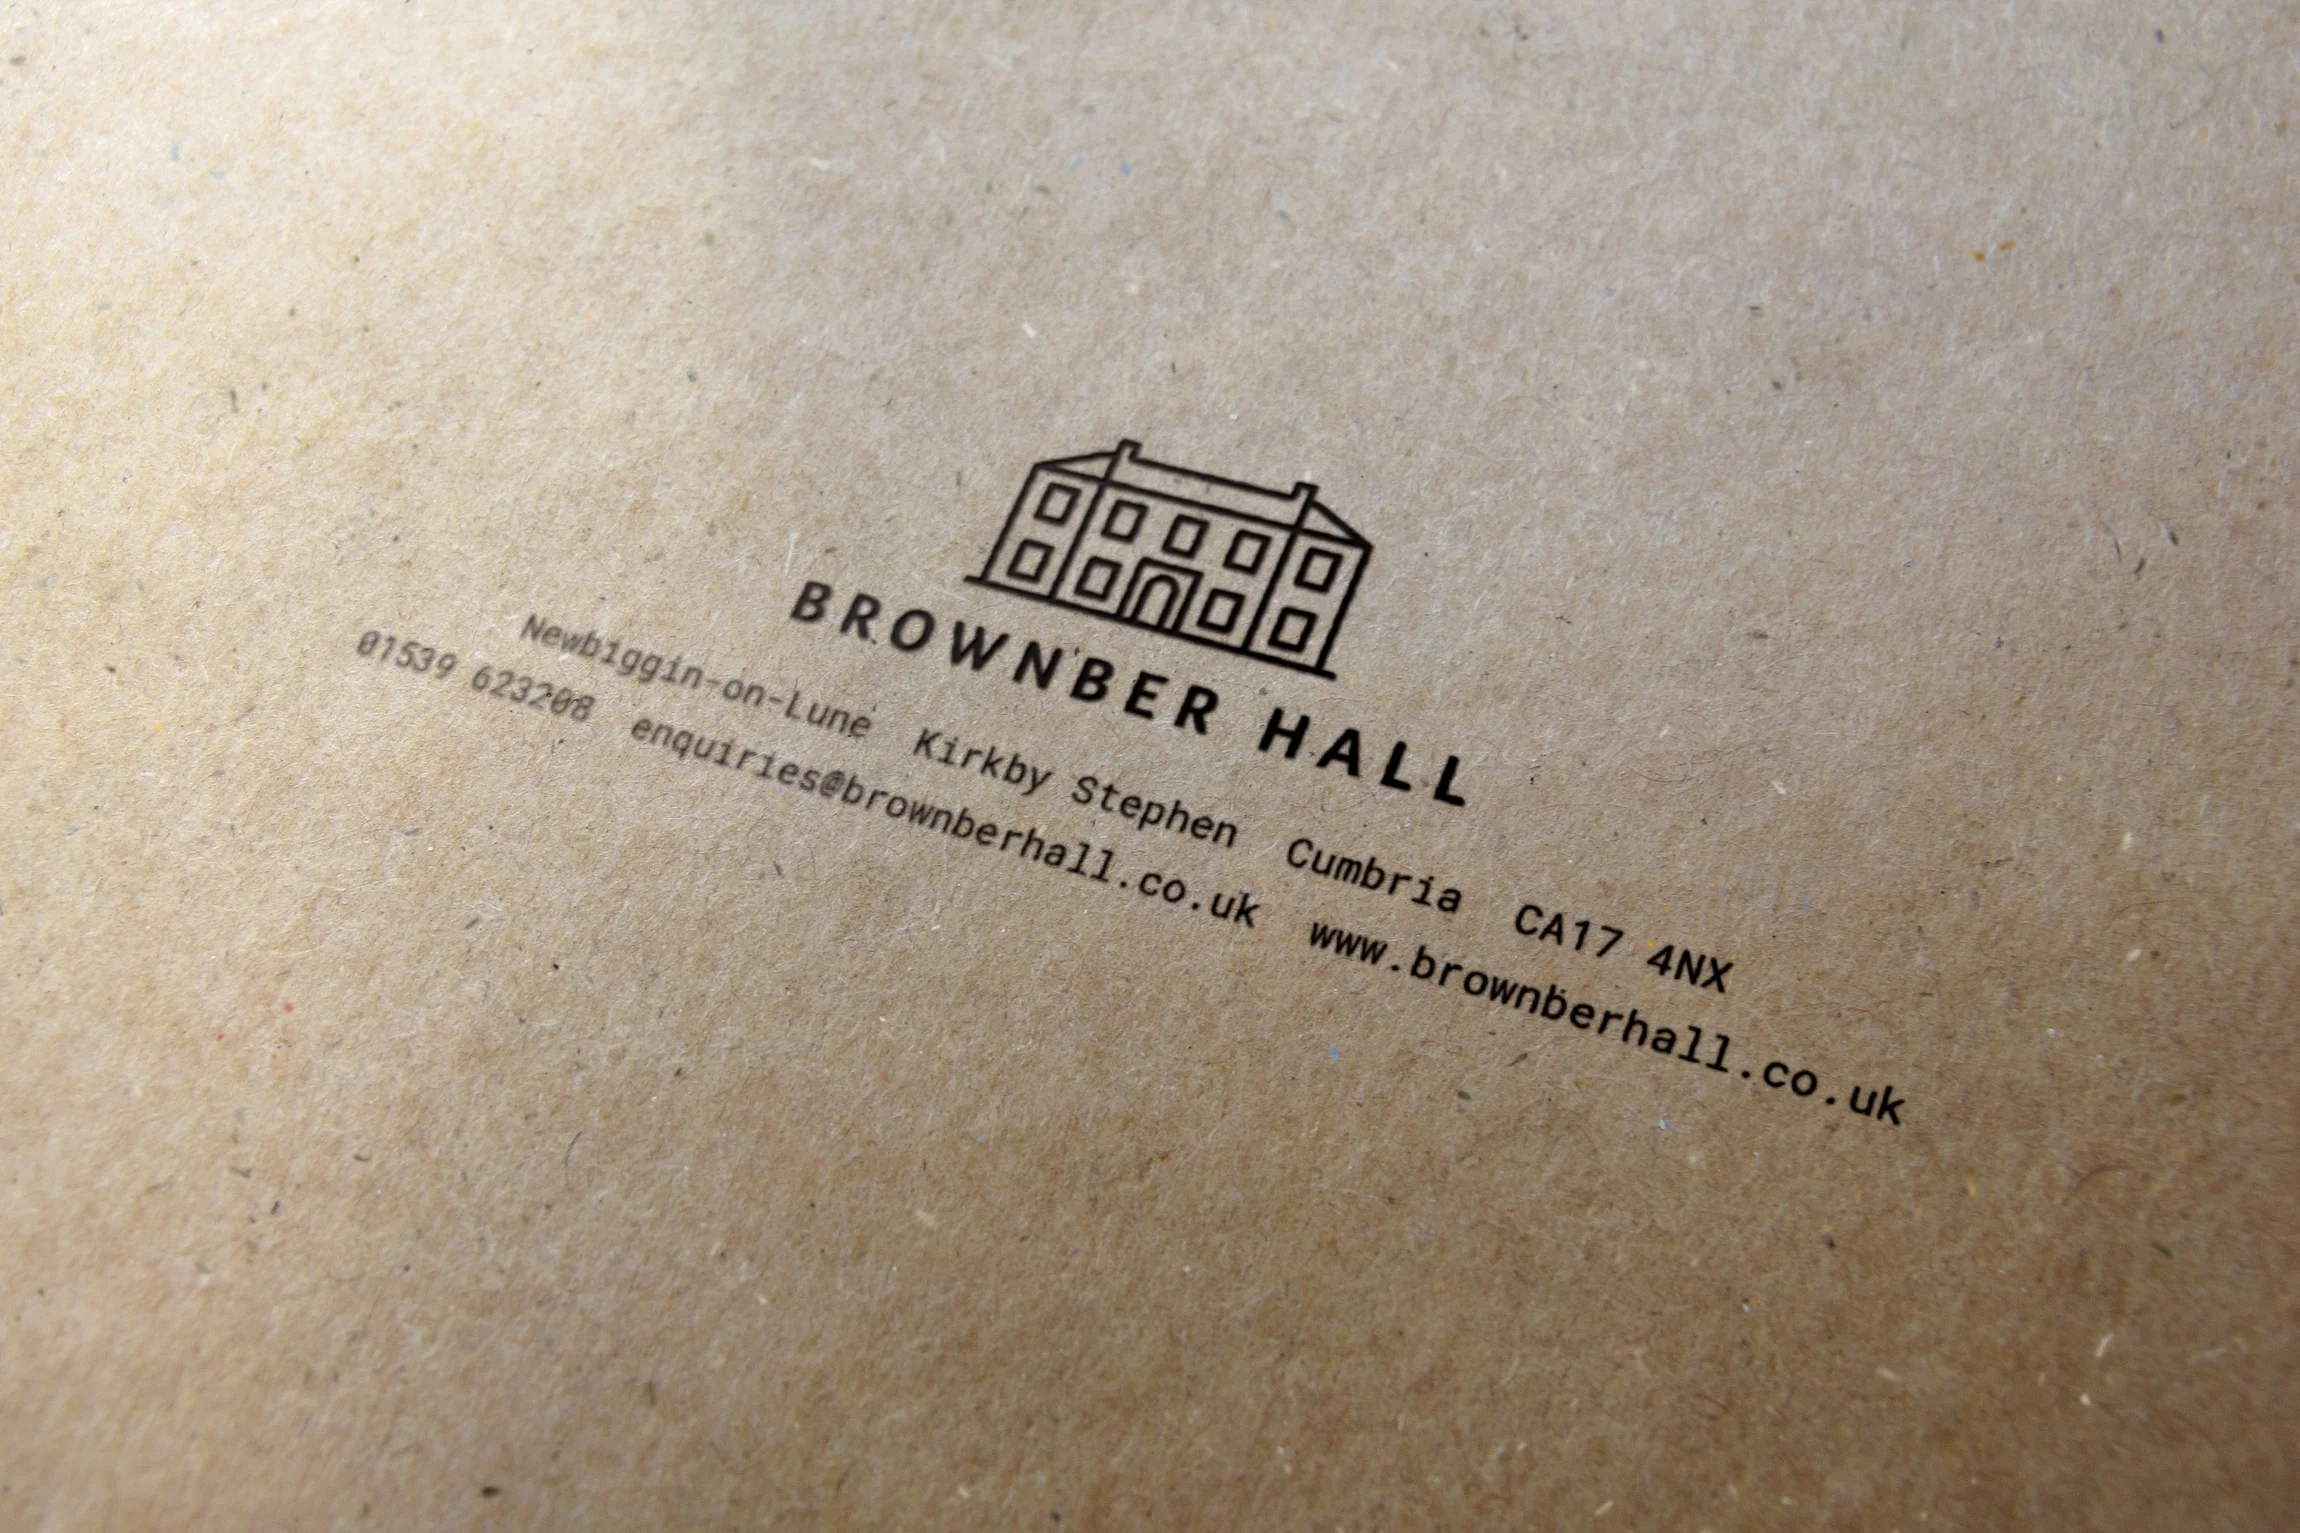 BROWNBER HALL
Newbiggin-on-Lune Kirkby Stephen Cumbria CA17 4NX
01539 623208 enquiries@brownberhall.co.uk www.brownberhall.co.uk